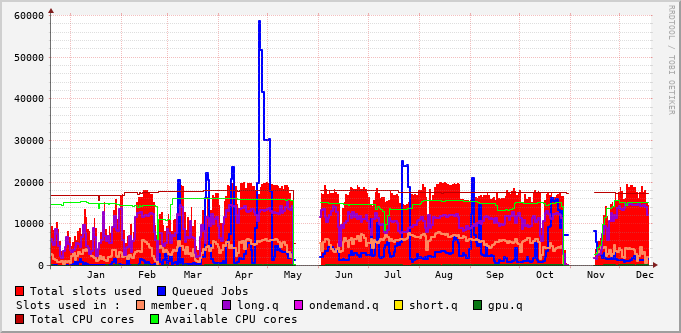 60000
50000
40000
30000
20000
10000
0
Jan Feb Mar Apr May Jun Jul Aug Sep Oct Nov Dec
Total slots used Queued Jobs
Slots used in : member.q long.q ondemand.q short.q gpu.q
Total CPU cores Available CPU cores
RRDTOOL / TOBI OETIKER